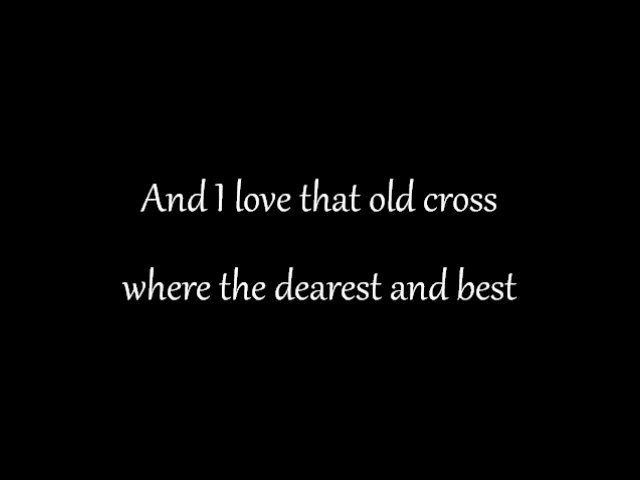 And I love that old cross
where the dearest and best